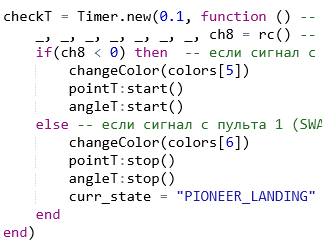 checkT = Timer.new(0.1, function () --
_, _, _, _, _, _, _, ch8 = rc() --
if(ch8 < 0) then -- если сигнал с
changeColor(colors[5])
pointT:start()
angleT:start()
else -- если сигнал с пульта 1 (SWA
changeColor(colors[6])
pointT:stop()
angleT:stop()
curr_state = "PIONEER_LANDING"
end
end)